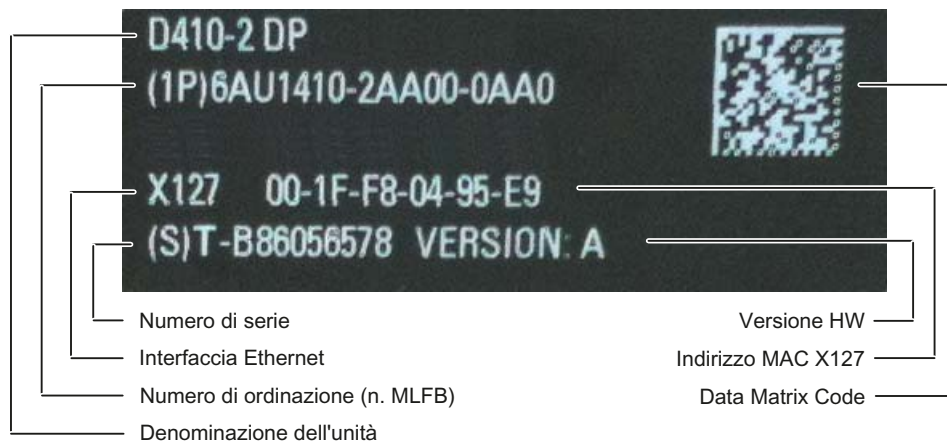 D410-2 DP
(1P)6AU1410-2AA00-0AA0
X127 00-1F-F8-04-95-E9
(S)T-B86056578 VERSION: A
Numero di serie
Versione HW
Interfaccia Ethernet
Indirizzo MAC X127
Numero di ordinazione (n. MLFB)
Data Matrix Code
Denominazione dell'unità